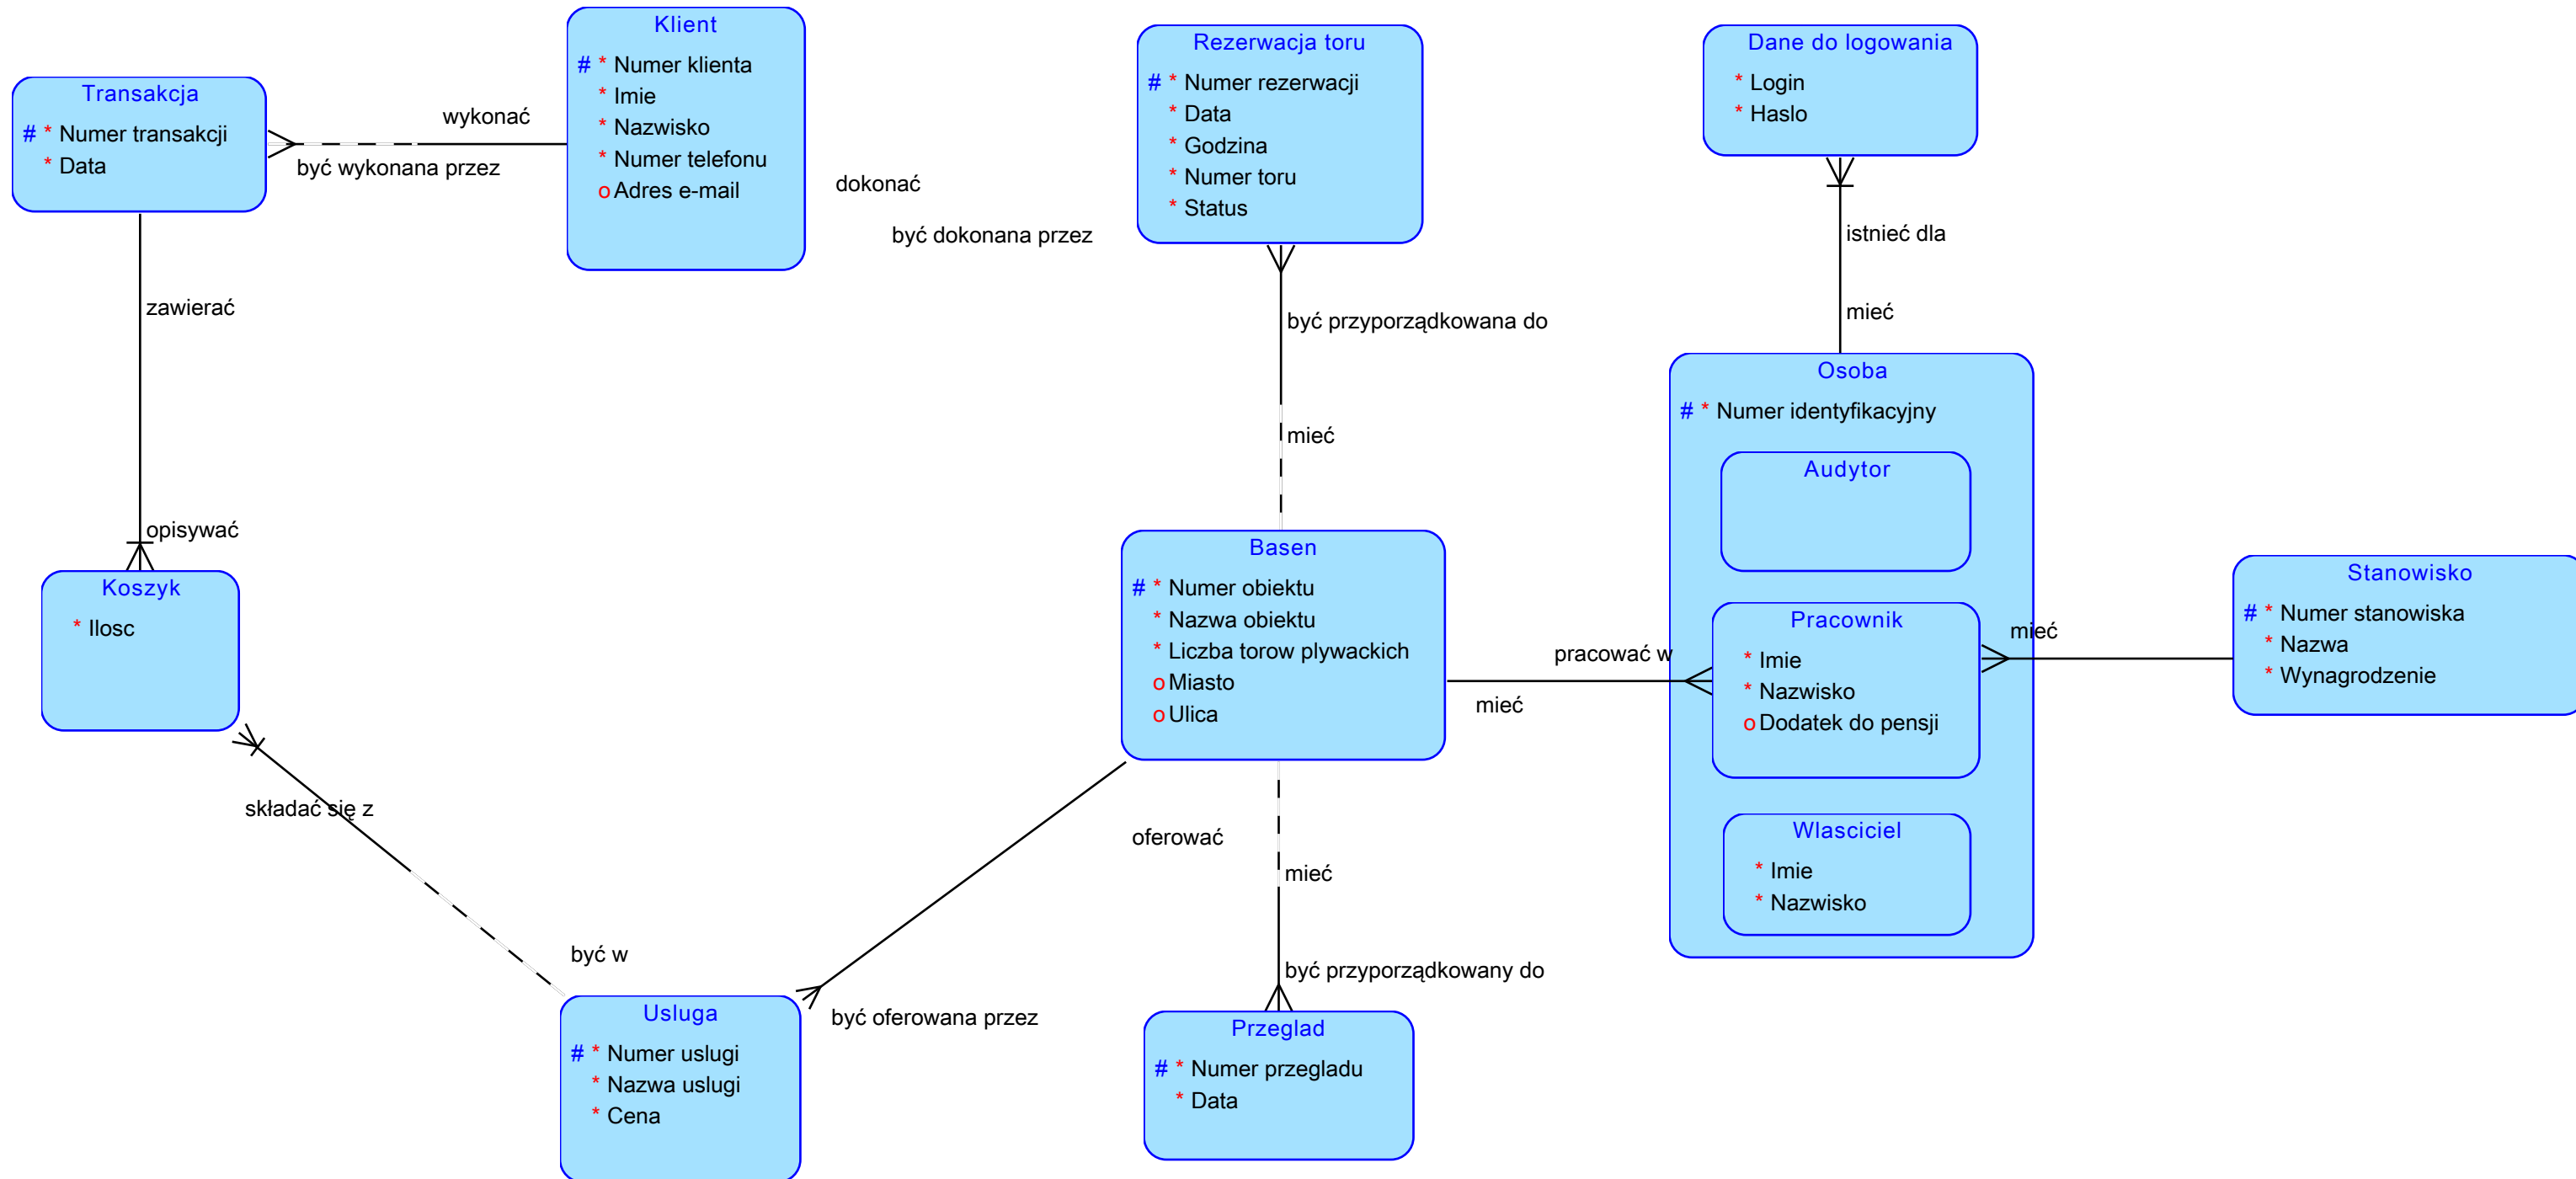 Klient
# * Numer klienta
* Imie
* Nazwisko
* Numer telefonu
o Adres e-mail
Transakcja
# * Numer transakcji
* Data
wykonać
być wykonana przez
dokonać
być dokonana przez
Rezerwacja toru
# * Numer rezerwacji
* Data
* Godzina
* Numer toru
* Status
Dane do logowania
* Login
* Haslo
istnieć dla
mieć
zawierać
opisywać
być przyporządkowana do
mieć
Osoba
# * Numer identyfikacyjny
Audytor
Pracownik
* Imie
* Nazwisko
o Dodatek do pensji
Wlasciciel
* Imie
* Nazwisko
Stanowisko
# * Numer stanowiska
* Nazwa
* Wynagrodzenie
mieć
Basen
# * Numer obiektu
* Nazwa obiektu
* Liczba torow plywackich
o Miasto
o Ulica
pracować w
mieć
Koszyk
* Ilosc
składać się z
być w
oferować
być oferowana przez
mieć
być przyporządkowany do
Usluga
# * Numer uslugi
* Nazwa uslugi
* Cena
Przeglad
# * Numer przegladu
* Data